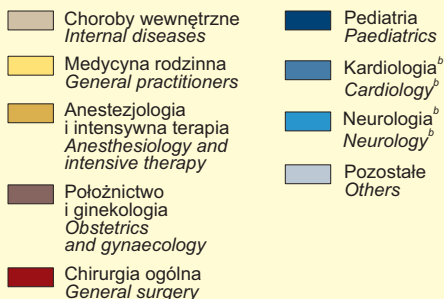 Choroby wewnętrzne
Internal diseases
Medycyna rodzinna
General practitioners
Anestezjologia
i intensywna terapia
Anesthesiology and
intensive therapy
Położnictwo
i ginekologia
Obstetrics
and gynaecology
Chirurgia ogólna
General surgery
Pediatria
Paediatrics
Kardiologia b
Cardiology b
Neurologia b
Neurology b
Pozostałe
Others